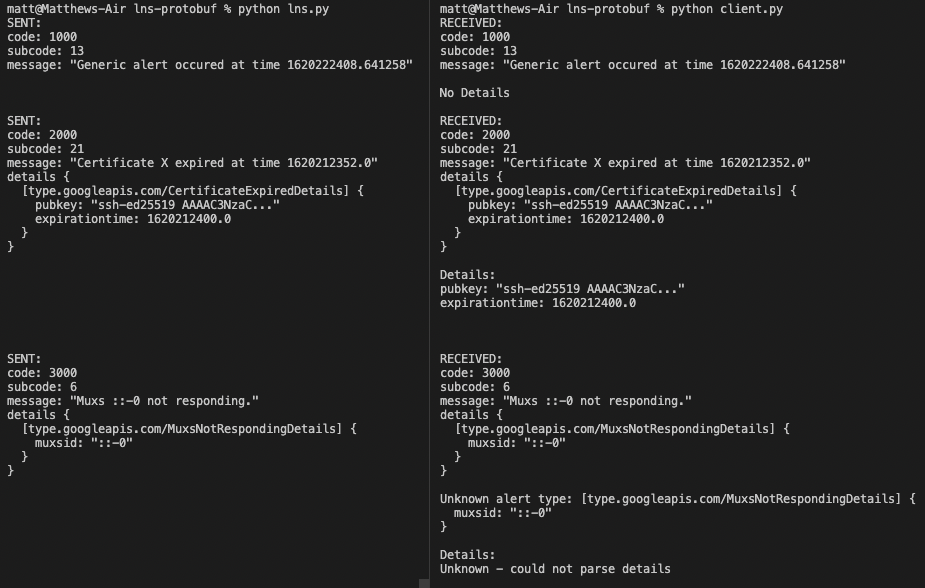 matt@Matthews-Air lns-protobuf % python lns.py
SENT:
code: 1000
subcode: 13
message: "Generic alert occured at time 1620222408.641258"
SENT:
code: 2000
subcode: 21
message: "Certificate X expired at time 1620212352.0"
details {
  [type.googleapis.com/CertificateExpiredDetails] {
    pubkey: "ssh-ed25519 AAAAC3NzaC..."
    expirationtime: 1620212400.0
  }
}
SENT:
code: 3000
subcode: 6
message: "Muxs ::-0 not responding."
details {
  [type.googleapis.com/MuxsNotRespondingDetails] {
    muxsid: "::-0"
  }
}
matt@Matthews-Air lns-protobuf % python client.py
RECEIVED:
code: 1000
subcode: 13
message: "Generic alert occured at time 1620222408.641258"
No Details
RECEIVED:
code: 2000
subcode: 21
message: "Certificate X expired at time 1620212352.0"
details {
  [type.googleapis.com/CertificateExpiredDetails] {
    pubkey: "ssh-ed25519 AAAAC3NzaC..."
    expirationtime: 1620212400.0
  }
}
Details:
pubkey: "ssh-ed25519 AAAAC3NzaC..."
expirationtime: 1620212400.0
RECEIVED:
code: 3000
subcode: 6
message: "Muxs ::-0 not responding."
details {
  [type.googleapis.com/MuxsNotRespondingDetails] {
    muxsid: "::-0"
  }
}
Unknown alert type: [type.googleapis.com/MuxsNotRespondingDetails] {
  muxsid: "::-0"
}
Details:
Unknown - could not parse details